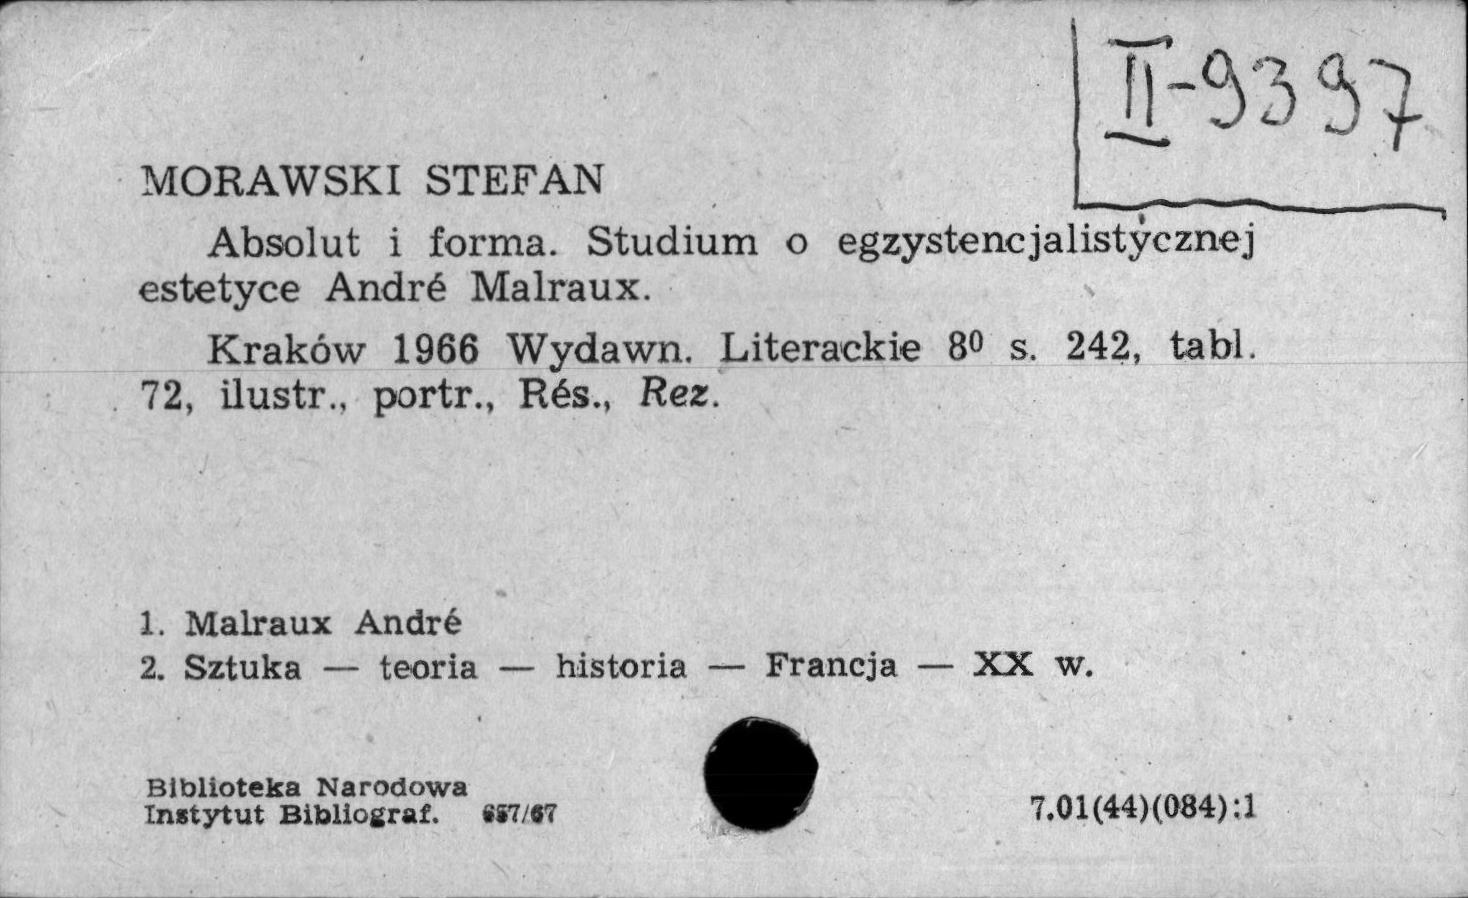 II-9397
MORAWSKI STEFAN
Absolut i forma. Studium o egzystencjalistycznej
estetyce André Malraux.
Kraków 1966 Wydawn. Literackie 8⁰ s. 242, tabl.
72, ilustr., portr., Rés., Rez.
1. Malraux André
2. Sztuka — teoria — historia — Francja — XX w.
Biblioteka Narodowa
Instytut Bibliograf.
7.01(44)(084):1